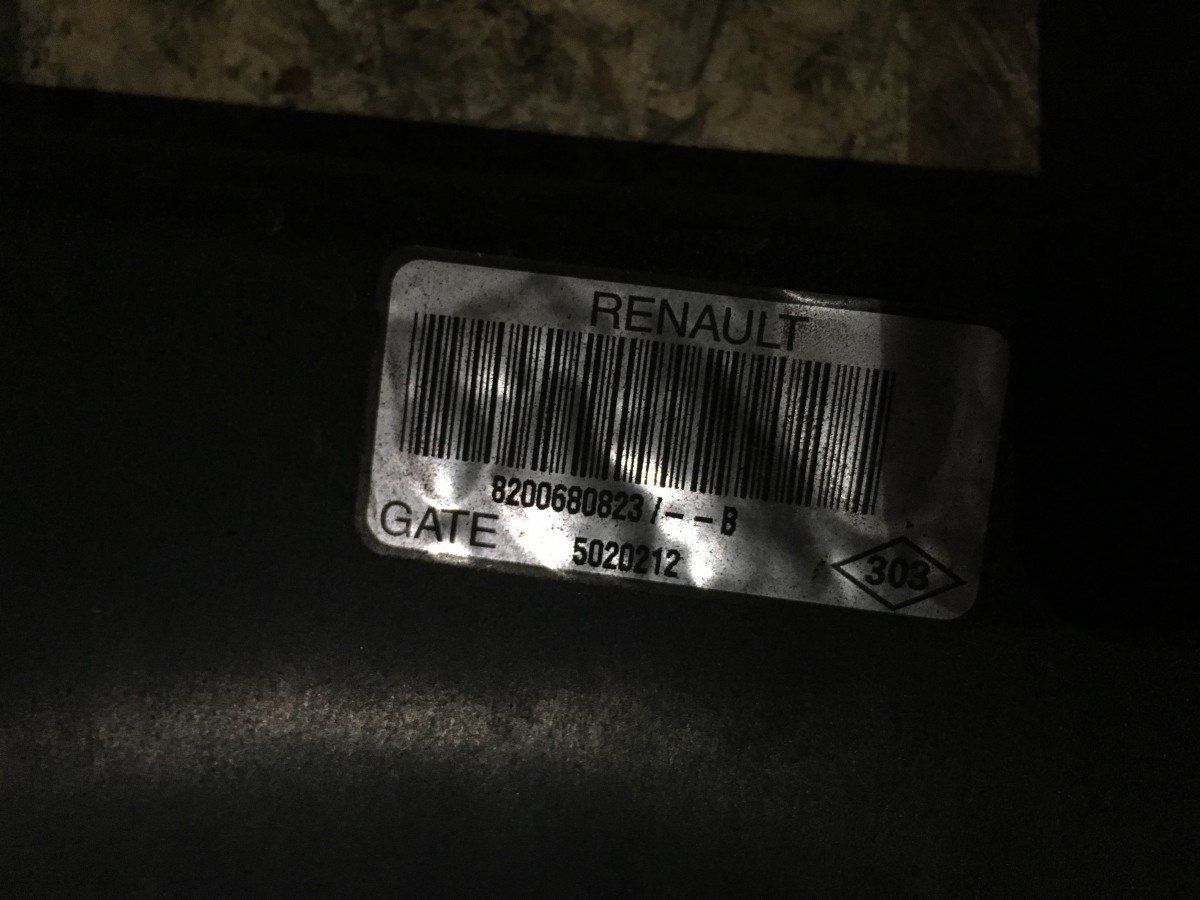 RENAULT
8200680823/--B
GATE 5020212
303